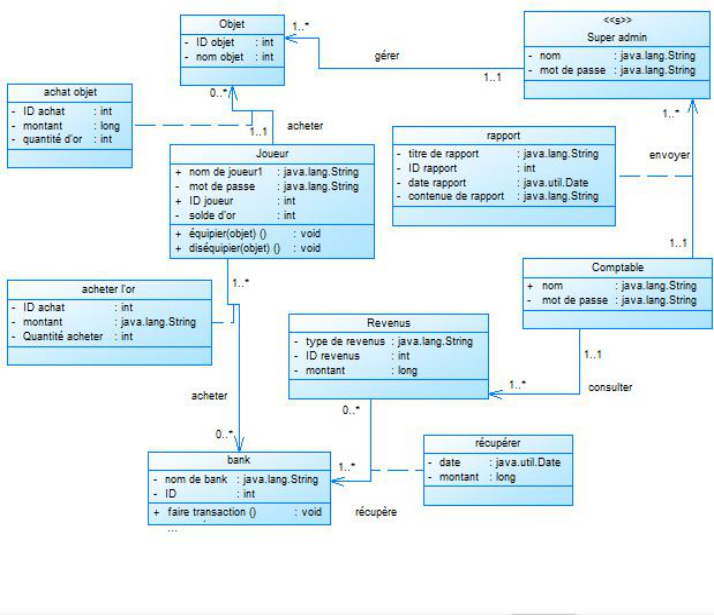 Objet
- ID objet : int
- nom objet : int
1..*
gérer
1..1
<<s>>
Super admin
- nom : java.lang.String
- mot de passe : java.lang.String
achat objet
- ID achat : int
- montant : long
- quantité d'or : int
0..*
1..1
acheter
Joueur
+ nom de joueur1 : java.lang.String
- mot de passe : java.lang.String
+ ID joueur : int
- solde d'or : int
+ équipier(objet) () : void
+ diséquipier(objet) () : void
rapport
- titre de rapport : java.lang.String
- ID rapport : int
- date rapport : java.util.Date
- contenue de rapport : java.lang.String
1..*
envoyer
1..1
Comptable
+ nom : java.lang.String
- mot de passe : java.lang.String
acheter l'or
- ID achat : int
- montant : java.lang.String
- Quantité acheter : int
1..*
acheter
0..*
Revenus
- type de revenus : java.lang.String
- ID revenus : int
- montant : long
1..1
1..*
consulter
0..*
1..*
récupère
bank
- nom de bank : java.lang.String
- ID : int
+ faire transaction () : void
...
récupérer
- date : java.util.Date
- montant : long